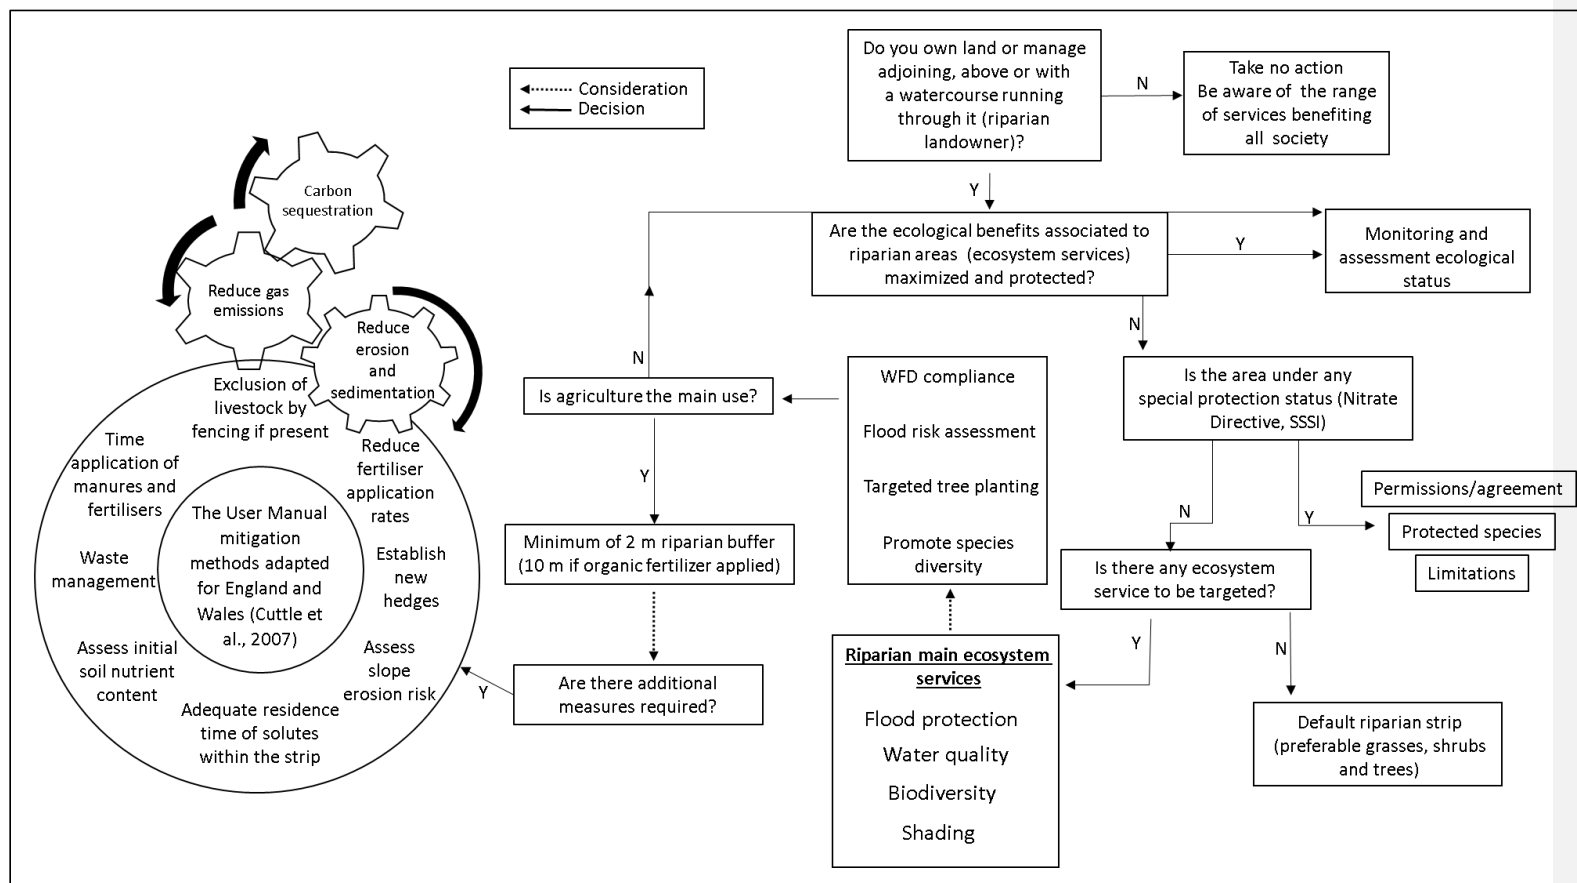 Do you own land or manage
adjoining, above or with
a watercourse running
through it (riparian
landowner)?
N
Take no action
Be aware of the range
of services benefiting
all society
Consideration
Decision
Y
Are the ecological benefits associated to
riparian areas (ecosystem services)
maximized and protected?
Y
Monitoring and
assessment ecological
status
N
Is the area under any
special protection status (Nitrate
Directive, SSSI)
Y
Permissions/agreement
Protected species
Limitations
N
Is there any ecosystem
service to be targeted?
N
Default riparian strip
(preferable grasses, shrubs
and trees)
Y
Riparian main ecosystem
services
Flood protection
Water quality
Biodiversity
Shading
WFD compliance
Flood risk assessment
Targeted tree planting
Promote species
diversity
Is agriculture the main use?
N
Y
Minimum of 2 m riparian buffer
(10 m if organic fertilizer applied)
Are there additional
measures required?
Y
Carbon
sequestration
Reduce gas
emissions
Reduce
erosion
and
sedimentation
Exclusion of
livestock by
fencing if present
Time
application of
manures and
fertilisers
Reduce
fertiliser
application
rates
Waste
management
Establish
new
hedges
Assess initial
soil nutrient
content
Assess
slope
erosion risk
Adequate residence
time of solutes
within the strip
The User Manual
mitigation
methods adapted
for England and
Wales (Cuttle et
al., 2007)